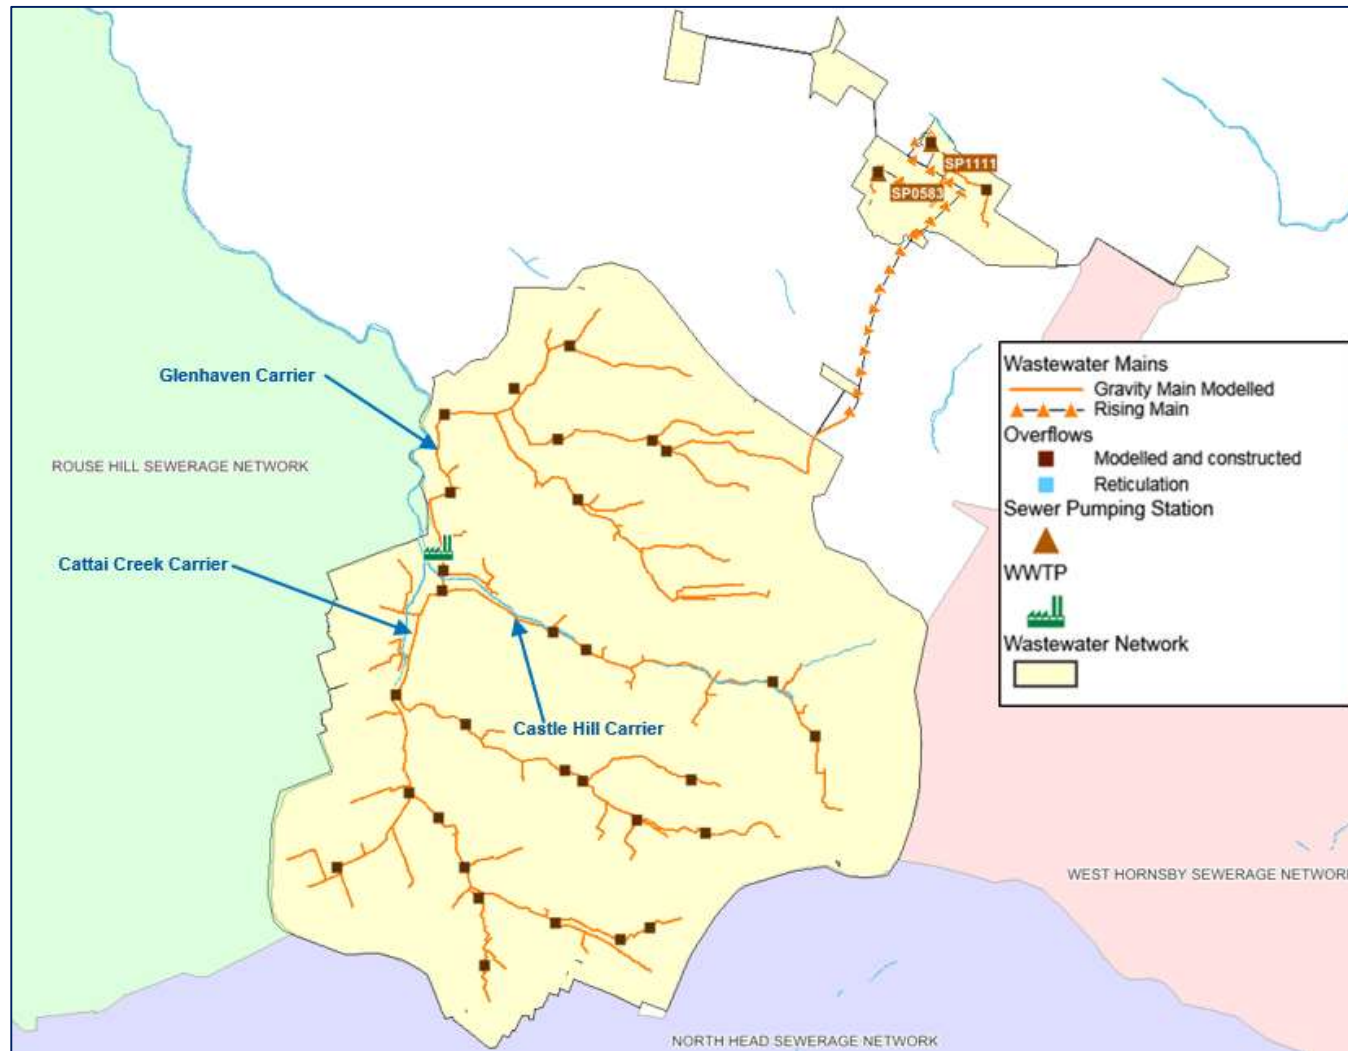 SP1111
SP0583
Glenhaven Carrier
ROUSE HILL SEWERAGE NETWORK
Cattai Creek Carrier
Castle Hill Carrier
Wastewater Mains
Gravity Main Modelled
Rising Main
Overflows
Modelled and constructed
Reticulation
Sewer Pumping Station
WWTP
Wastewater Network
WEST HORNSBY SEWERAGE NETWORK
NORTH HEAD SEWERAGE NETWORK